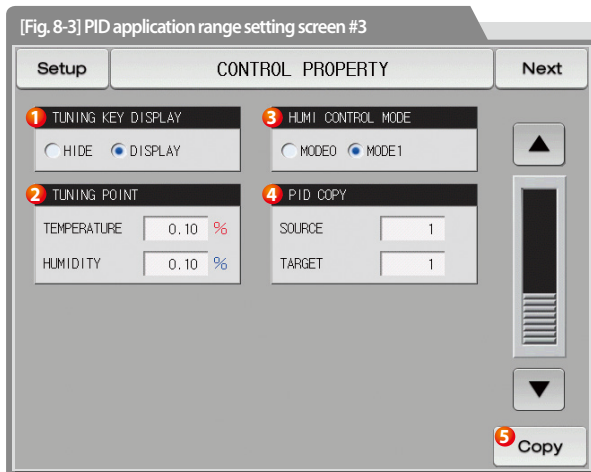 [Fig. 8-3] PID application range setting screen #3
Setup CONTROL PROPERTY Next
1 TUNING KEY DISPLAY
HIDE DISPLAY
3 HUMI CONTROL MODE
MODE0 MODE1
2 TUNING POINT
TEMPERATURE 0.10 %
HUMIDITY 0.10 %
4 PID COPY
SOURCE 1
TARGET 1
5 Copy